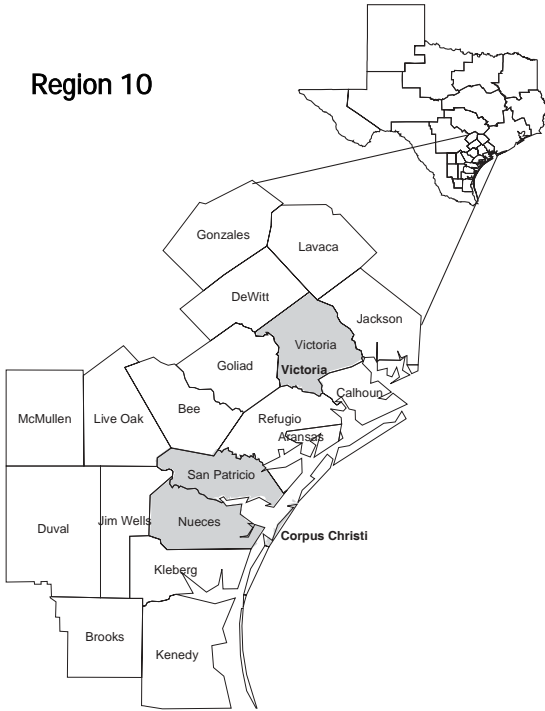 Region 10
Gonzales
Lavaca
DeWitt
Jackson
Victoria
Goliad
Victoria
Calhoun
McMullen
Live Oak
Bee
Refugio
Aransas
San Patricio
Duval
Jim Wells
Nueces
Corpus Christi
Kleberg
Brooks
Kenedy